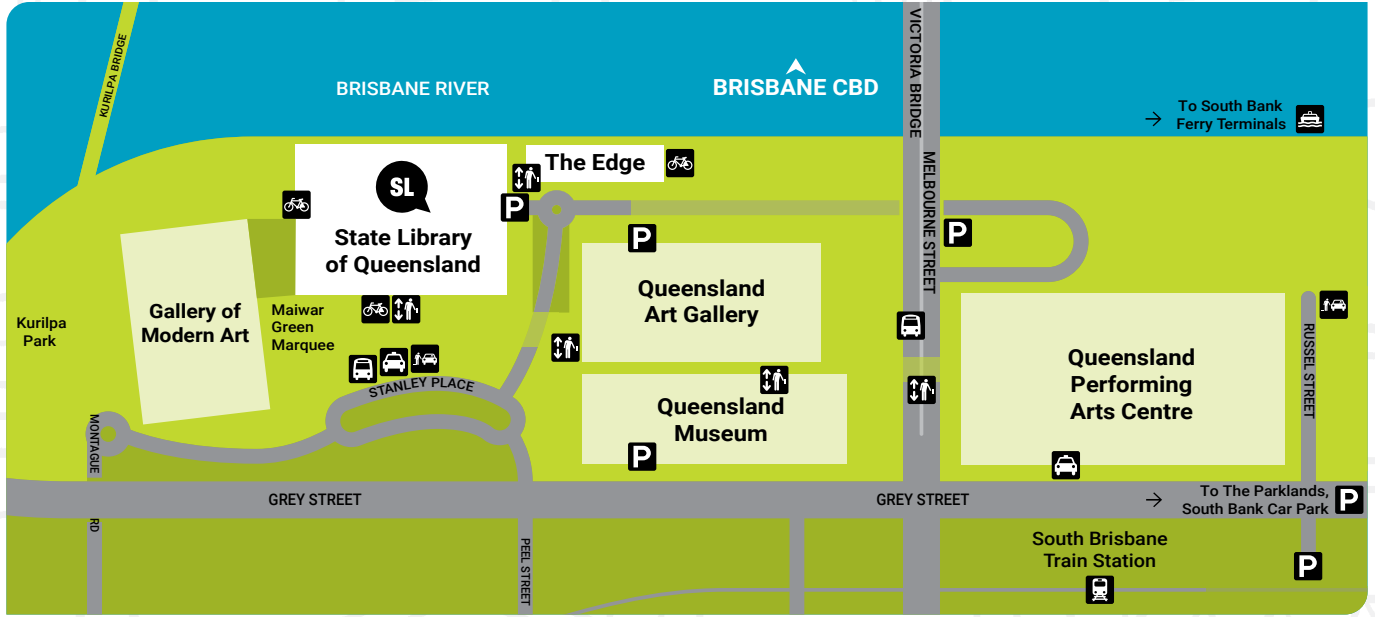 KURILPA BRIDGE
BRISBANE RIVER
BRISBANE CBD
VICTORIA BRIDGE
To South Bank
Ferry Terminals
SL
State Library
of Queensland
The Edge
P
P
MELBOURNE STREET
P
Gallery of
Modern Art
Maiwar
Green
Marquee
Kurilpa
Park
Queensland
Art Gallery
STANLEY PLACE
Queensland
Museum
P
Queensland
Performing
Arts Centre
RUSSEL STREET
MONTAGUE
RD
GREY STREET
GREY STREET
To The Parklands,
South Bank Car Park
P
PEEL STREET
South Brisbane
Train Station
P